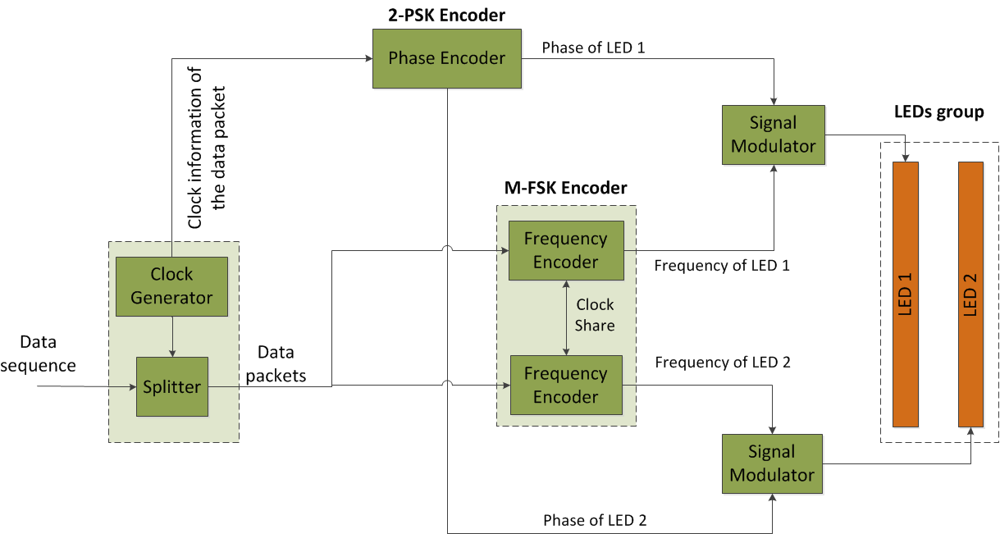 2-PSK Encoder
Phase Encoder
Phase of LED 1
Clock information of
the data packet
Signal
Modulator
LEDs group
M-FSK Encoder
Frequency
Encoder
Frequency of LED 1
Clock
Generator
Clock
Share
LED 1
LED 2
Data
sequence
Splitter
Data
packets
Frequency
Encoder
Frequency of LED 2
Signal
Modulator
Phase of LED 2